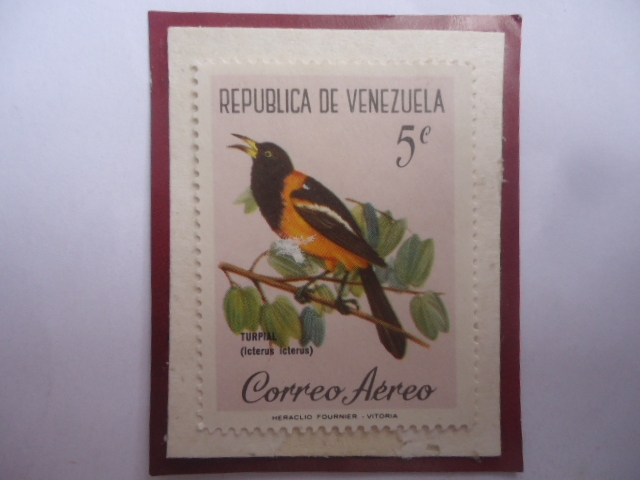 REPUBLICA DE VENEZUELA
5c
TURPIAL
(icterus icterus)
Correo Aéreo
HERACLIO FOURNIER - VITORIA